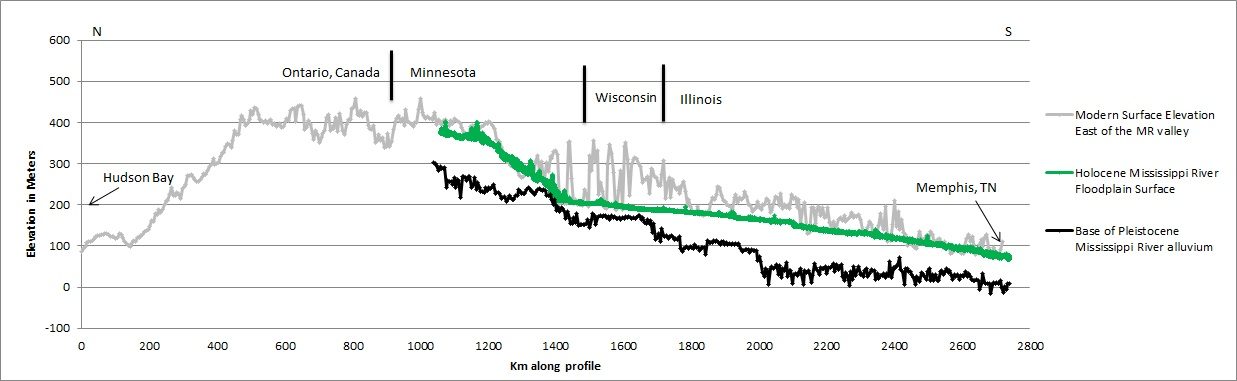 N
S
600
500
400
300
200
100
0
-100
Elevation in Meters
Ontario, Canada
Minnesota
Wisconsin
Illinois
Hudson Bay
Memphis, TN
0
200
400
600
800
1000
1200
1400
1600
1800
2000
2200
2400
2600
2800
Km along profile
Modern Surface Elevation
East of the MR valley
Holocene Mississippi River
Floodplain Surface
Base of Pleistocene
Mississippi River alluvium